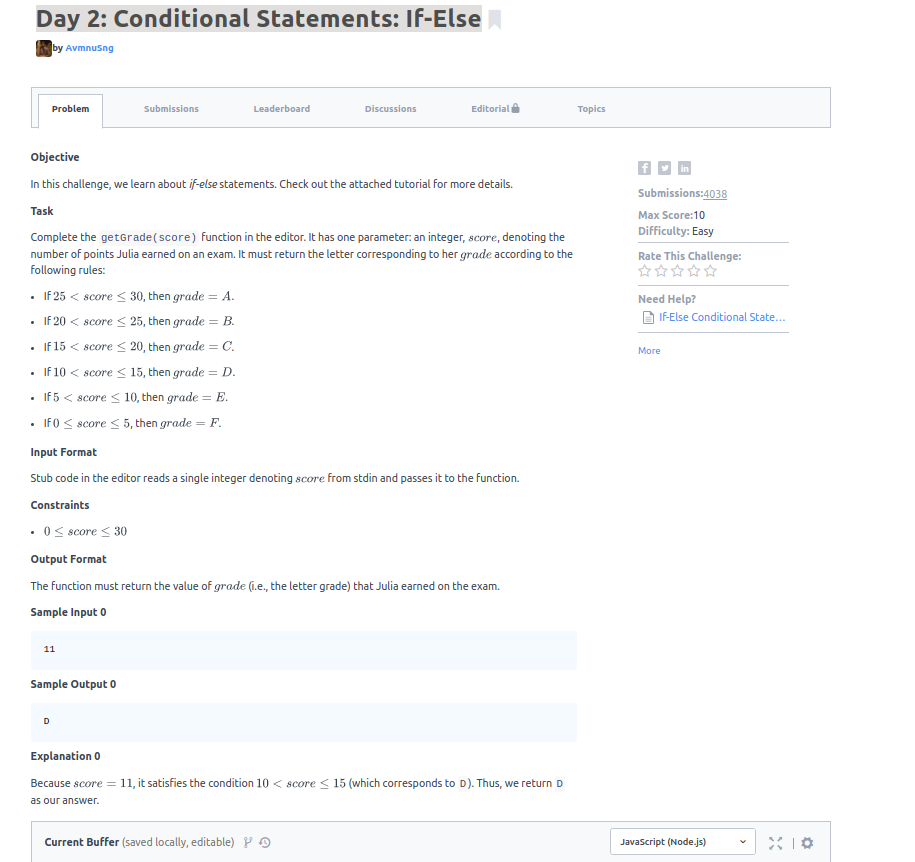 Day 2: Conditional Statements: If-Else
by AvmnuSng
Problem Submissions Leaderboard Discussions Editorial Topics
Objective
In this challenge, we learn about if-else statements. Check out the attached tutorial for more details.
Task
Complete the getGrade(score) function in the editor. It has one parameter: an integer, score, denoting the
number of points Julia earned on an exam. It must return the letter corresponding to her grade according to the
following rules:
• If 25 < score ≤ 30, then grade = A.
• If 20 < score ≤ 25, then grade = B.
• If 15 < score ≤ 20, then grade = C.
• If 10 < score ≤ 15, then grade = D.
• If 5 < score ≤ 10, then grade = E.
• If 0 ≤ score ≤ 5, then grade = F.
Input Format
Stub code in the editor reads a single integer denoting score from stdin and passes it to the function.
Constraints
• 0 ≤ score ≤ 30
Output Format
The function must return the value of grade (i.e., the letter grade) that Julia earned on the exam.
Sample Input 0
11
Sample Output 0
D
Explanation 0
Because score = 11, it satisfies the condition 10 < score ≤ 15 (which corresponds to D). Thus, we return D
as our answer.
f in
Submissions:4038
Max Score:10
Difficulty: Easy
Rate This Challenge:
Need Help?
If-Else Conditional State...
More
Current Buffer (saved locally, editable) JavaScript (Node.js)